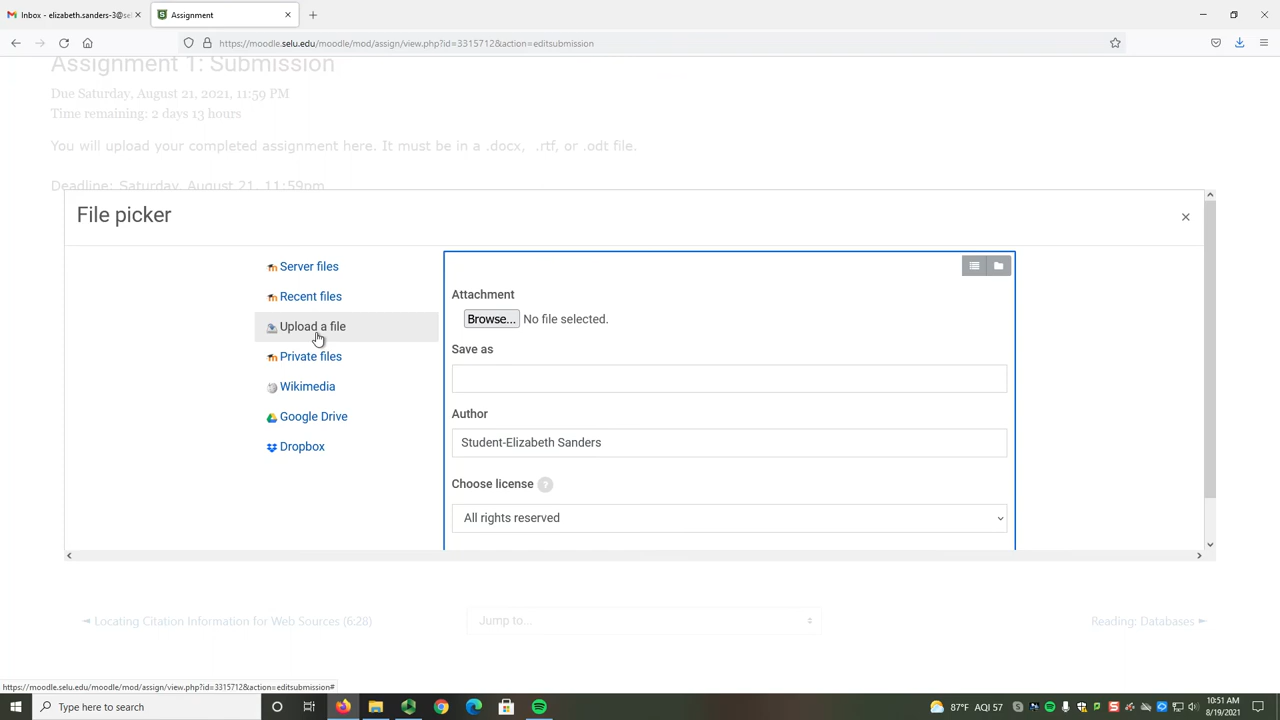 Inbox - elizabeth.sanders-3@se
Assignment
https://moodle.selu.edu/moodle/mod/assign/view.php?id=3315712&action=editsubmission
Assignment 1: Submission
Due Saturday, August 21, 2021, 11:59 PM
Time remaining: 2 days 13 hours
You will upload your completed assignment here. It must be in a .docx, .rtf, or .odt file.
Deadline: Saturday, August 21, 11:59pm
File picker
Server files
Recent files
Upload a file
Private files
Wikimedia
Google Drive
Dropbox
Attachment
Browse... No file selected.
Save as
Author
Student-Elizabeth Sanders
Choose license ?
All rights reserved
◄ Locating Citation Information for Web Sources (6:28)
Jump to...
Reading: Databases ►
https://moodle.selu.edu/moodle/mod/assign/view.php?id=3315712&action=editsubmission#
Type here to search
87°F AQI 57
10:51 AM
8/19/2021